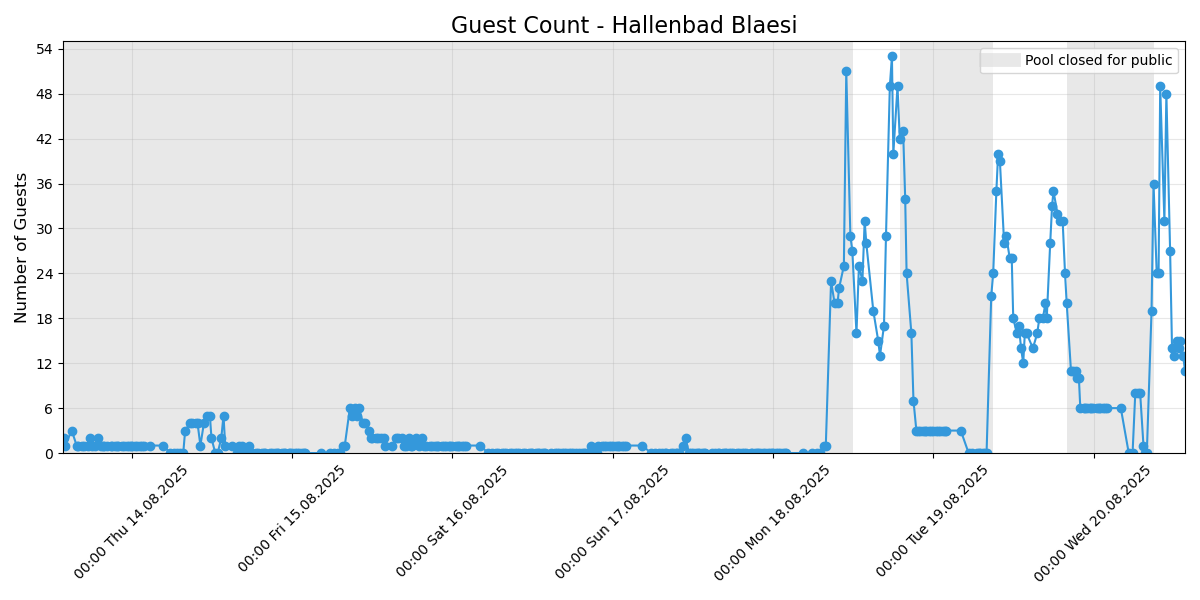 Guest Count - Hallenbad Blaesi
Pool closed for public
Number of Guests
54
48
42
36
30
24
18
12
6
0
00:00 Thu 14.08.2025
00:00 Fri 15.08.2025
00:00 Sat 16.08.2025
00:00 Sun 17.08.2025
00:00 Mon 18.08.2025
00:00 Tue 19.08.2025
00:00 Wed 20.08.2025